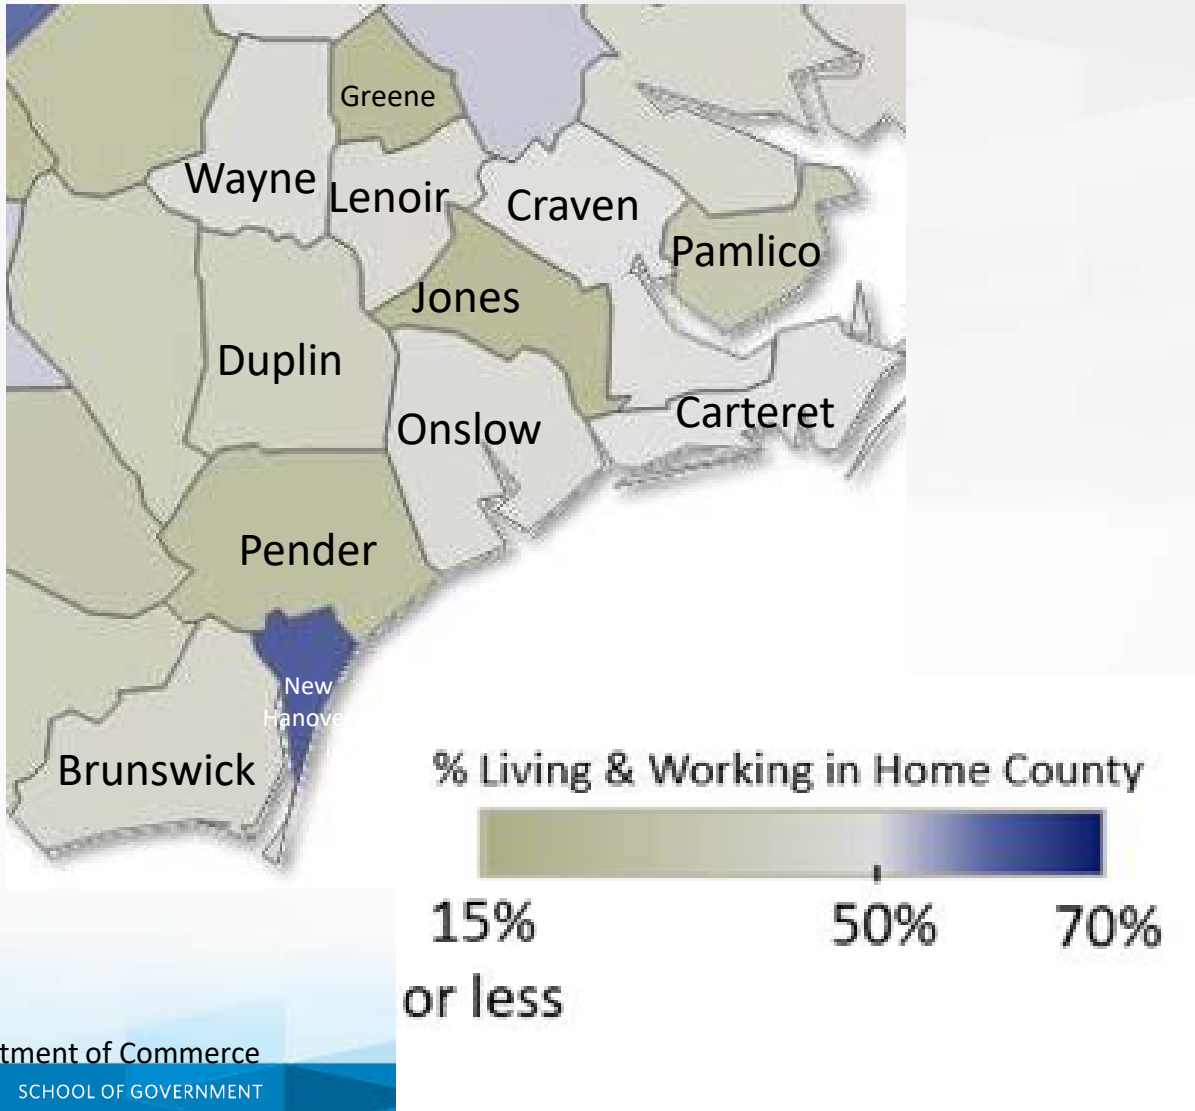 Greene
Wayne
Lenoir
Craven
Pamlico
Jones
Duplin
Carteret
Onslow
Pender
New
Hanove
Brunswick
% Living & Working in Home County
15%
or less
50%
70%
tment of Commerce
SCHOOL OF GOVERNMENT